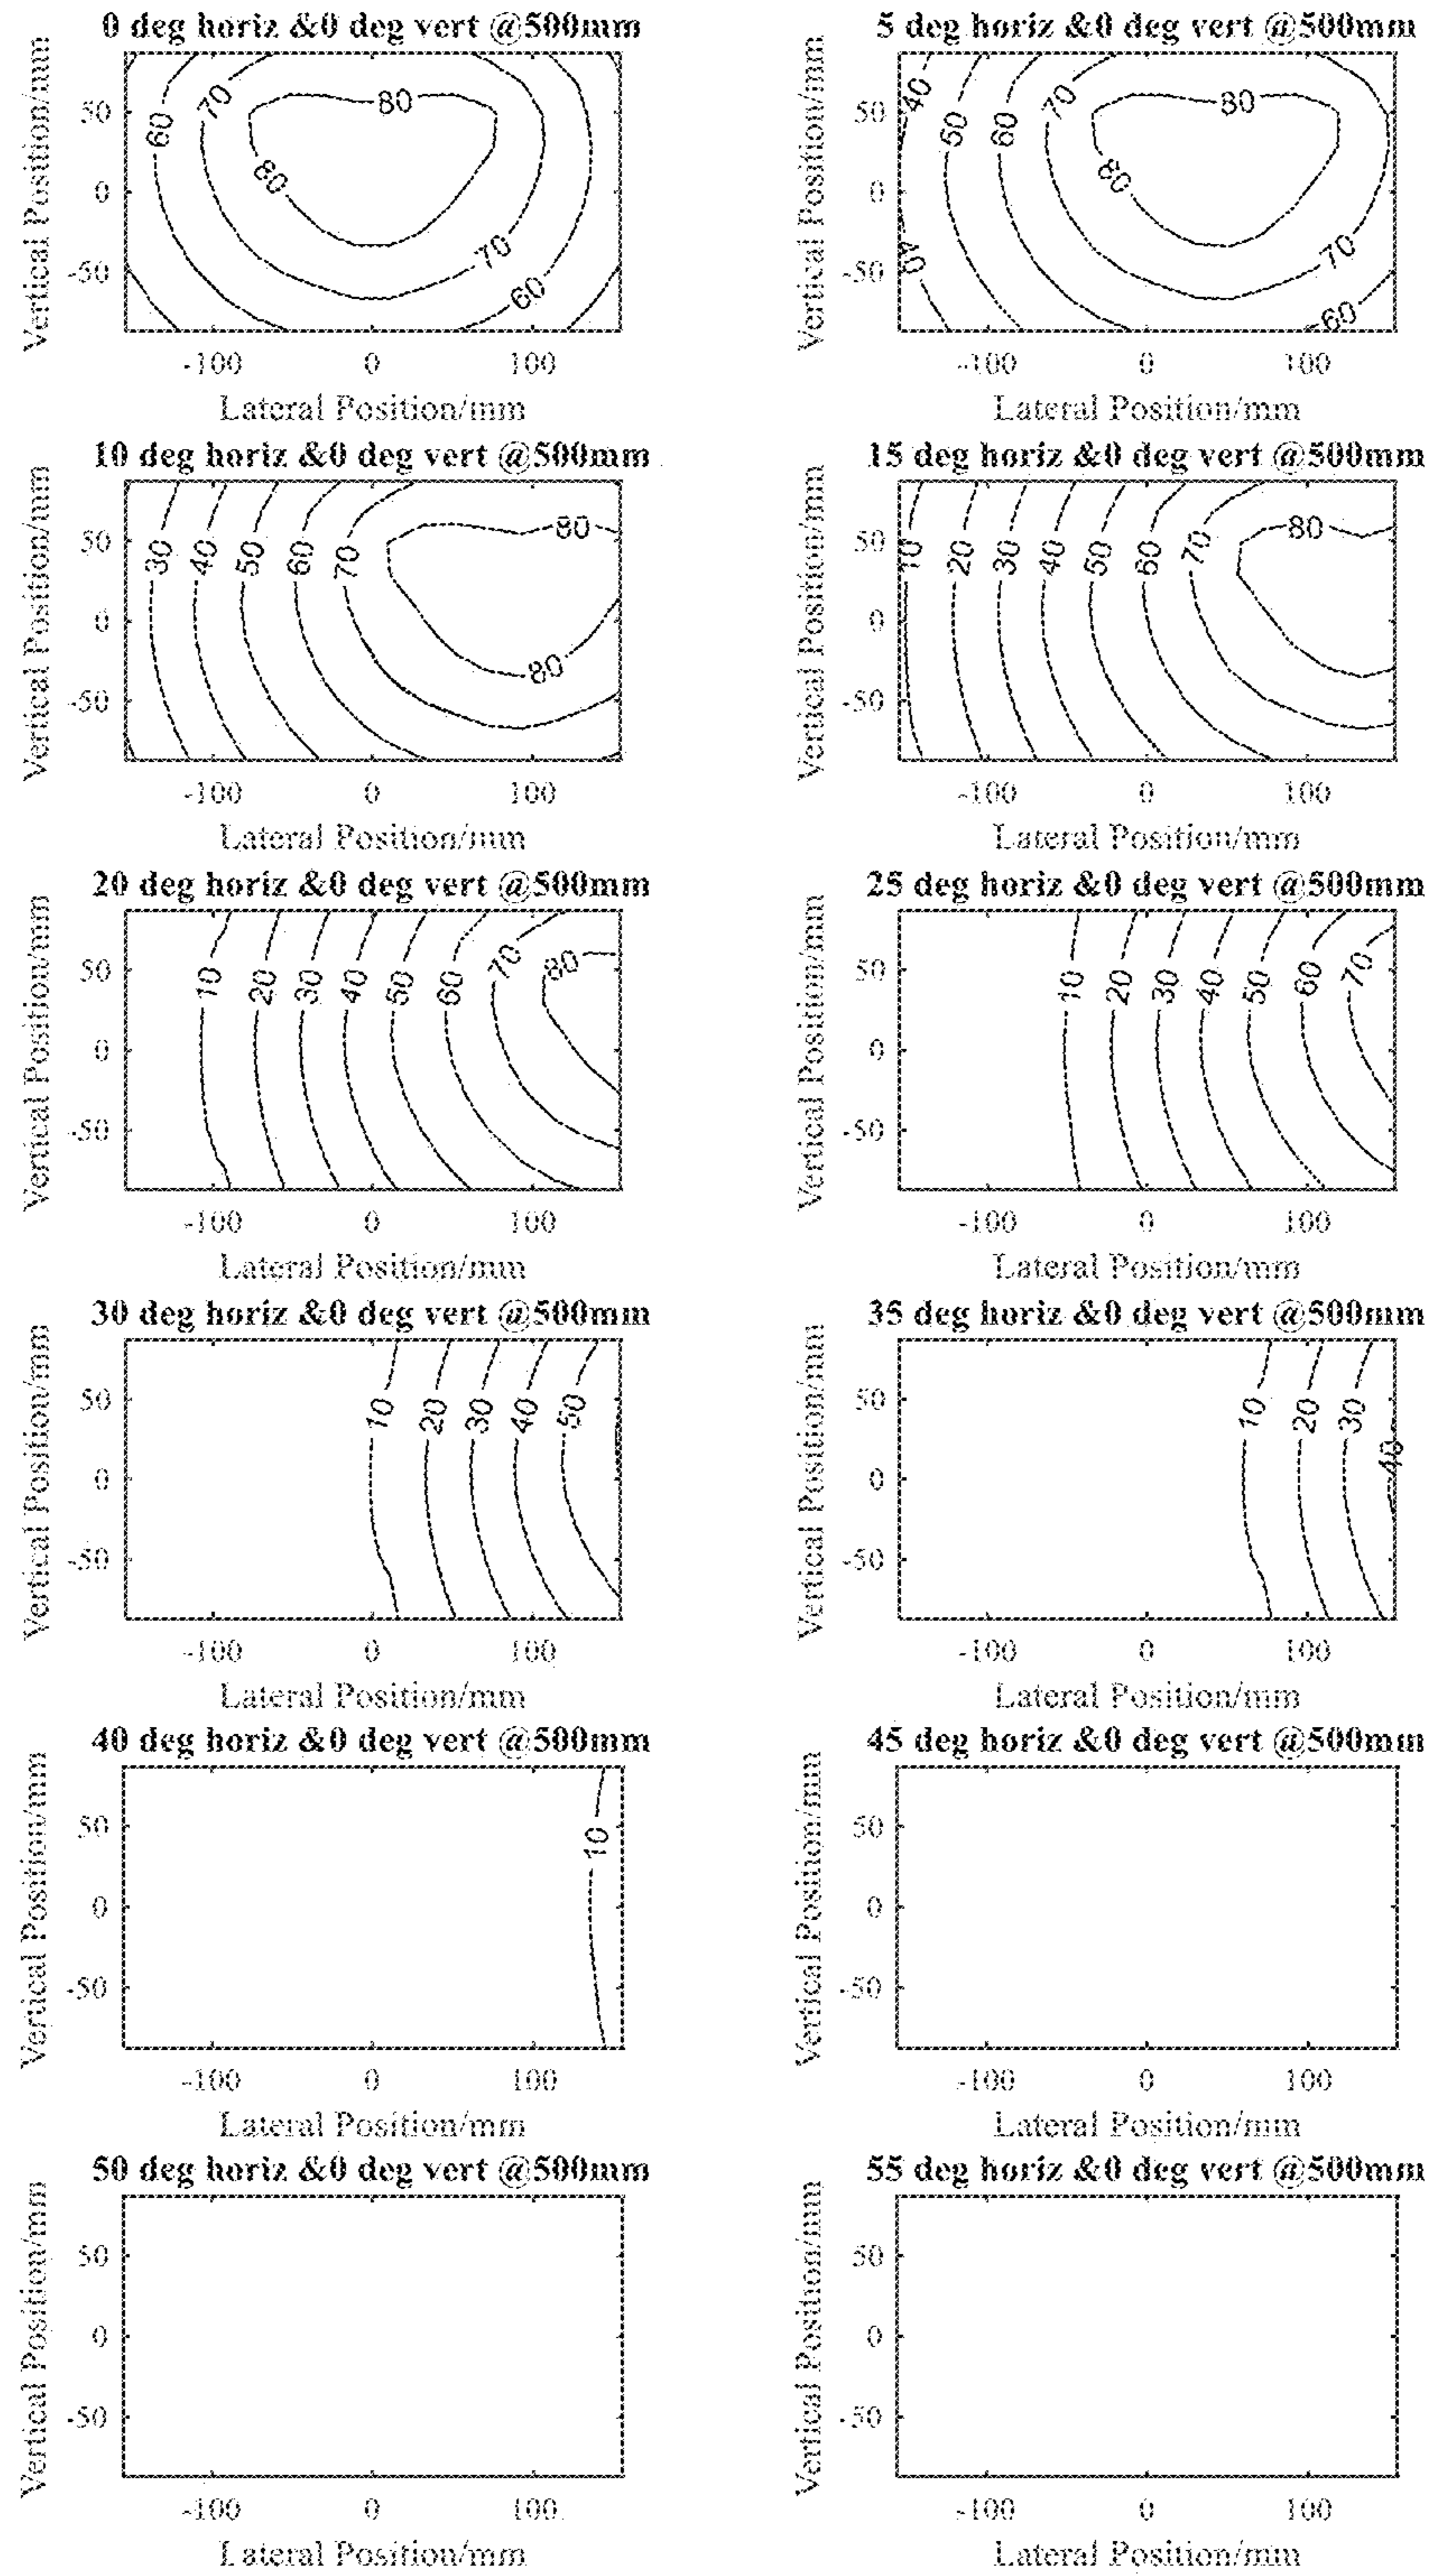 0 deg horiz &0 deg vert @500mm
Vertical Position/mm
50
0
-50
60
70
80
80
70
60
-100 0 100
Lateral Position/mm
5 deg horiz &0 deg vert @500mm
Vertical Position/mm
50
0
-50
40
50
60
70
80
80
70
60
40
-100 0 100
Lateral Position/mm
10 deg horiz &0 deg vert @500mm
Vertical Position/mm
50
0
-50
30 40 50 60 70 80
80
-100 0 100
Lateral Position/mm
15 deg horiz &0 deg vert @500mm
Vertical Position/mm
50
0
-50
10 20 30 40 50 60 70 80
-100 0 100
Lateral Position/mm
20 deg horiz &0 deg vert @500mm
Vertical Position/mm
50
0
-50
10 20 30 40 50 60 70 80
-100 0 100
Lateral Position/mm
25 deg horiz &0 deg vert @500mm
Vertical Position/mm
50
0
-50
10 20 30 40 50 60 70
-100 0 100
Lateral Position/mm
30 deg horiz &0 deg vert @500mm
Vertical Position/mm
50
0
-50
10 20 30 40 50
-100 0 100
Lateral Position/mm
35 deg horiz &0 deg vert @500mm
Vertical Position/mm
50
0
-50
10 20 30 40
-100 0 100
Lateral Position/mm
40 deg horiz &0 deg vert @500mm
Vertical Position/mm
50
0
-50
10
-100 0 100
Lateral Position/mm
45 deg horiz &0 deg vert @500mm
Vertical Position/mm
50
0
-50
-100 0 100
Lateral Position/mm
50 deg horiz &0 deg vert @500mm
Vertical Position/mm
50
0
-50
-100 0 100
Lateral Position/mm
55 deg horiz &0 deg vert @500mm
Vertical Position/mm
50
0
-50
-100 0 100
Lateral Position/mm